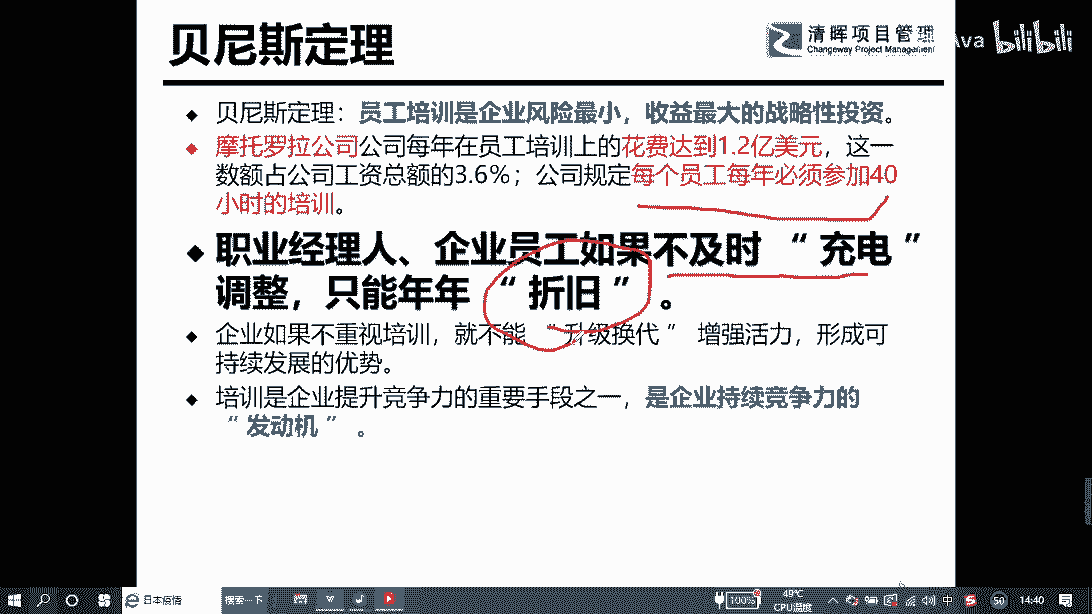 贝尼斯定理
清晖项目管理
Changeway Project Management
Ava bilibili
贝尼斯定理：员工培训是企业风险最小，收益最大的战略性投资。
摩托罗拉公司公司每年在员工培训上的花费达到1.2亿美元，这一
数额占公司工资总额的3.6%；公司规定每个员工每年必须参加40
小时的培训。
职业经理人、企业员工如果不及时“充电”
调整，只能年年“折旧”。
企业如果不重视培训，就不能“升级换代”增强活力，形成可
持续发展的优势。
培训是企业提升竞争力的重要手段之一，是企业持续竞争力的
“发动机”。
日本疫情
搜索一下
100%
49℃
CPU温度
中
50
14:40